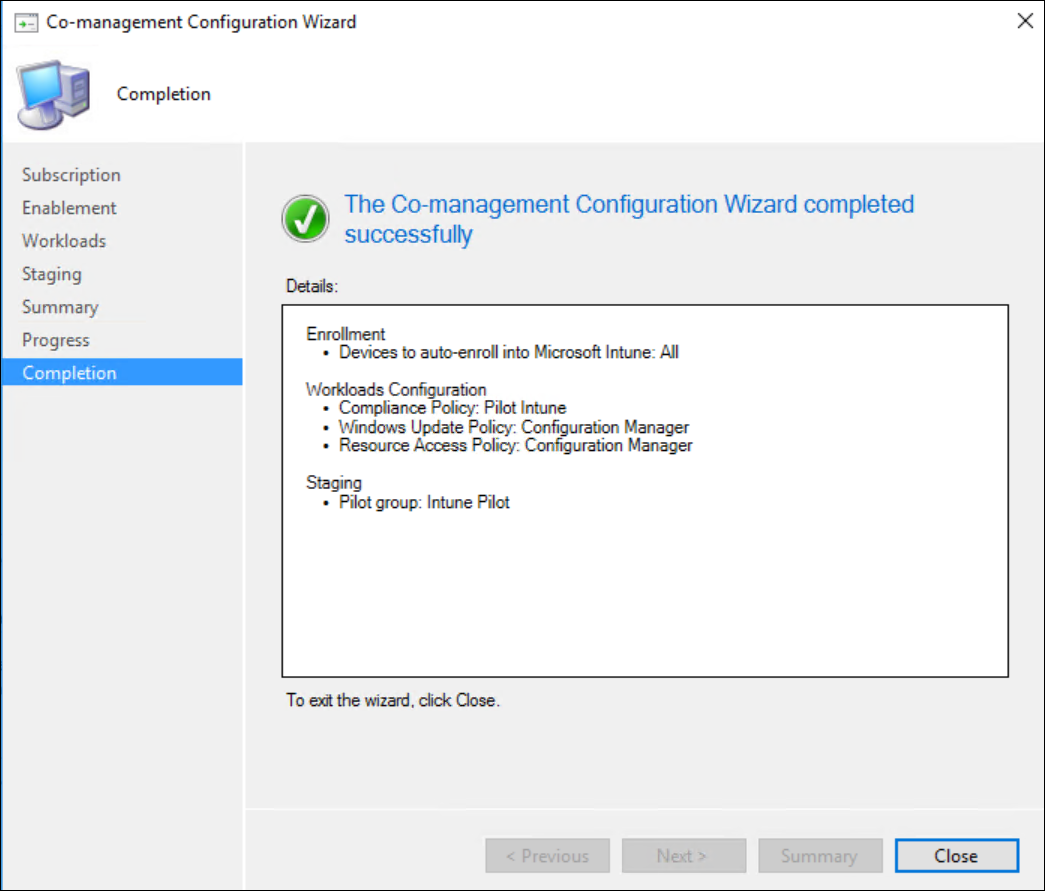 Co-management Configuration Wizard
Completion
Subscription
Enablement
Workloads
Staging
Summary
Progress
Completion
The Co-management Configuration Wizard completed
successfully
Details:
Enrollment
• Devices to auto-enroll into Microsoft Intune: All
Workloads Configuration
• Compliance Policy: Pilot Intune
• Windows Update Policy: Configuration Manager
• Resource Access Policy: Configuration Manager
Staging
• Pilot group: Intune Pilot
To exit the wizard, click Close.
< Previous
Next >
Summary
Close